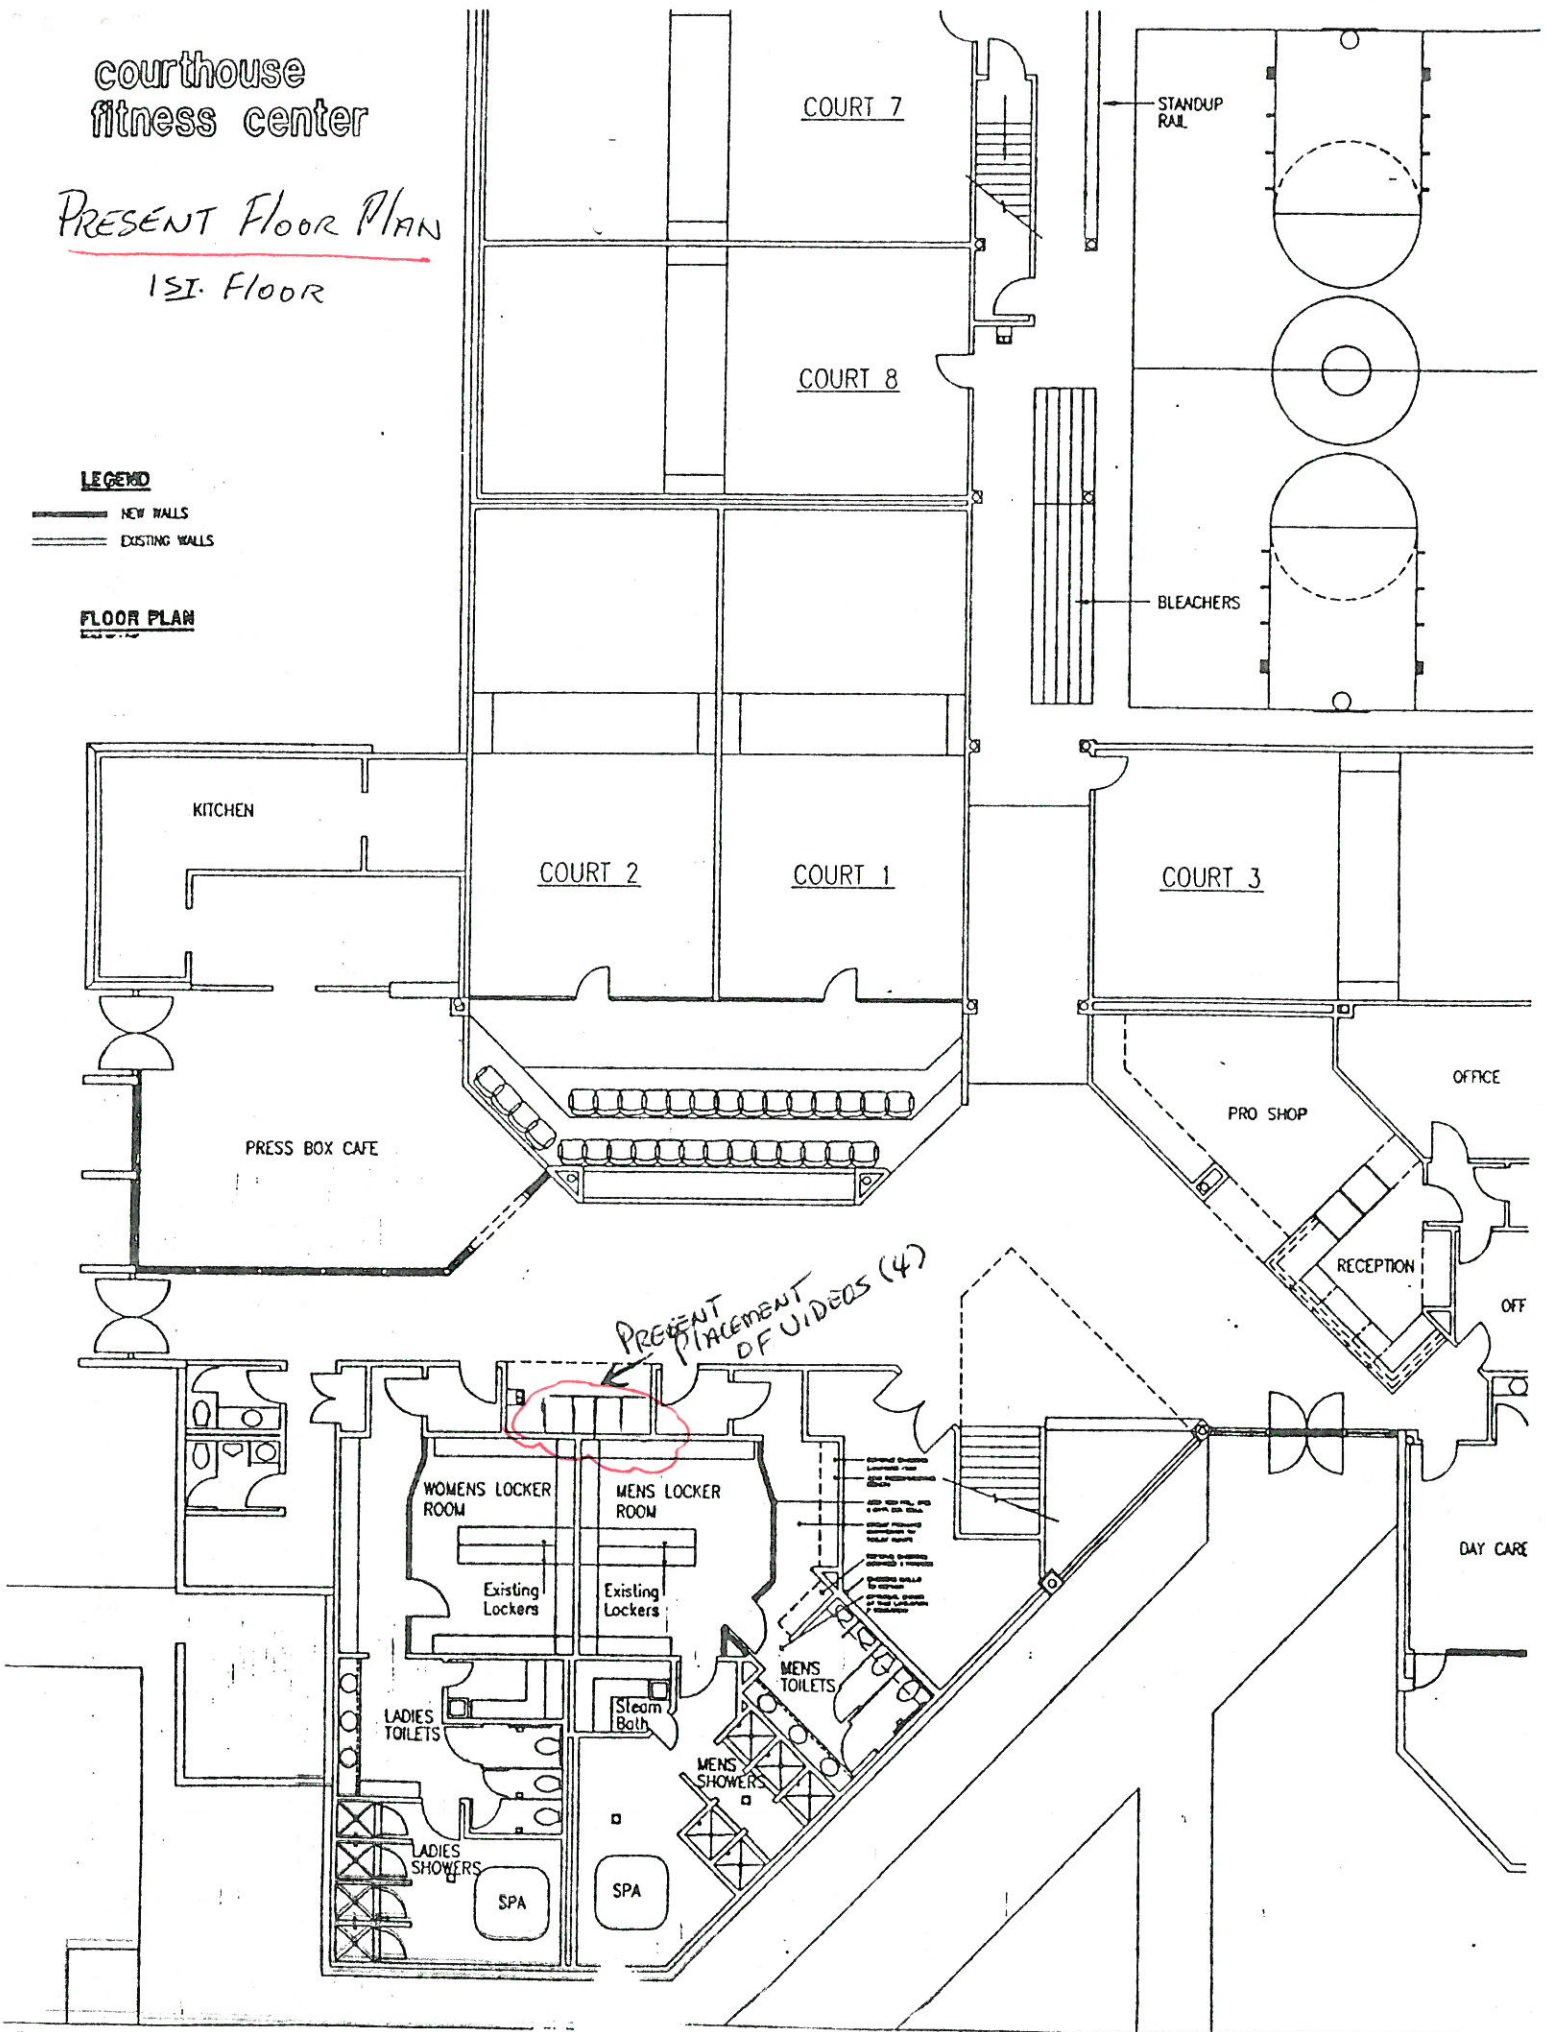 courthouse
fitness center
PRESENT FLOOR PLAN
1ST. FLOOR
LEGEND
NEW WALLS
EXISTING WALLS
FLOOR PLAN
COURT 7
STANDUP
RAIL
COURT 8
BLEACHERS
KITCHEN
COURT 2
COURT 1
COURT 3
OFFICE
PRO SHOP
PRESS BOX CAFE
RECEPTION
OFF
PRESENT
PLACEMENT
OF VIDEOS (4)
WOMENS LOCKER
ROOM
MENS LOCKER
ROOM
DAY CARE
Existing
Lockers
Existing
Lockers
MENS
TOILETS
LADIES
TOILETS
Steam
Bath
MENS
SHOWERS
LADIES
SHOWERS
SPA
SPA